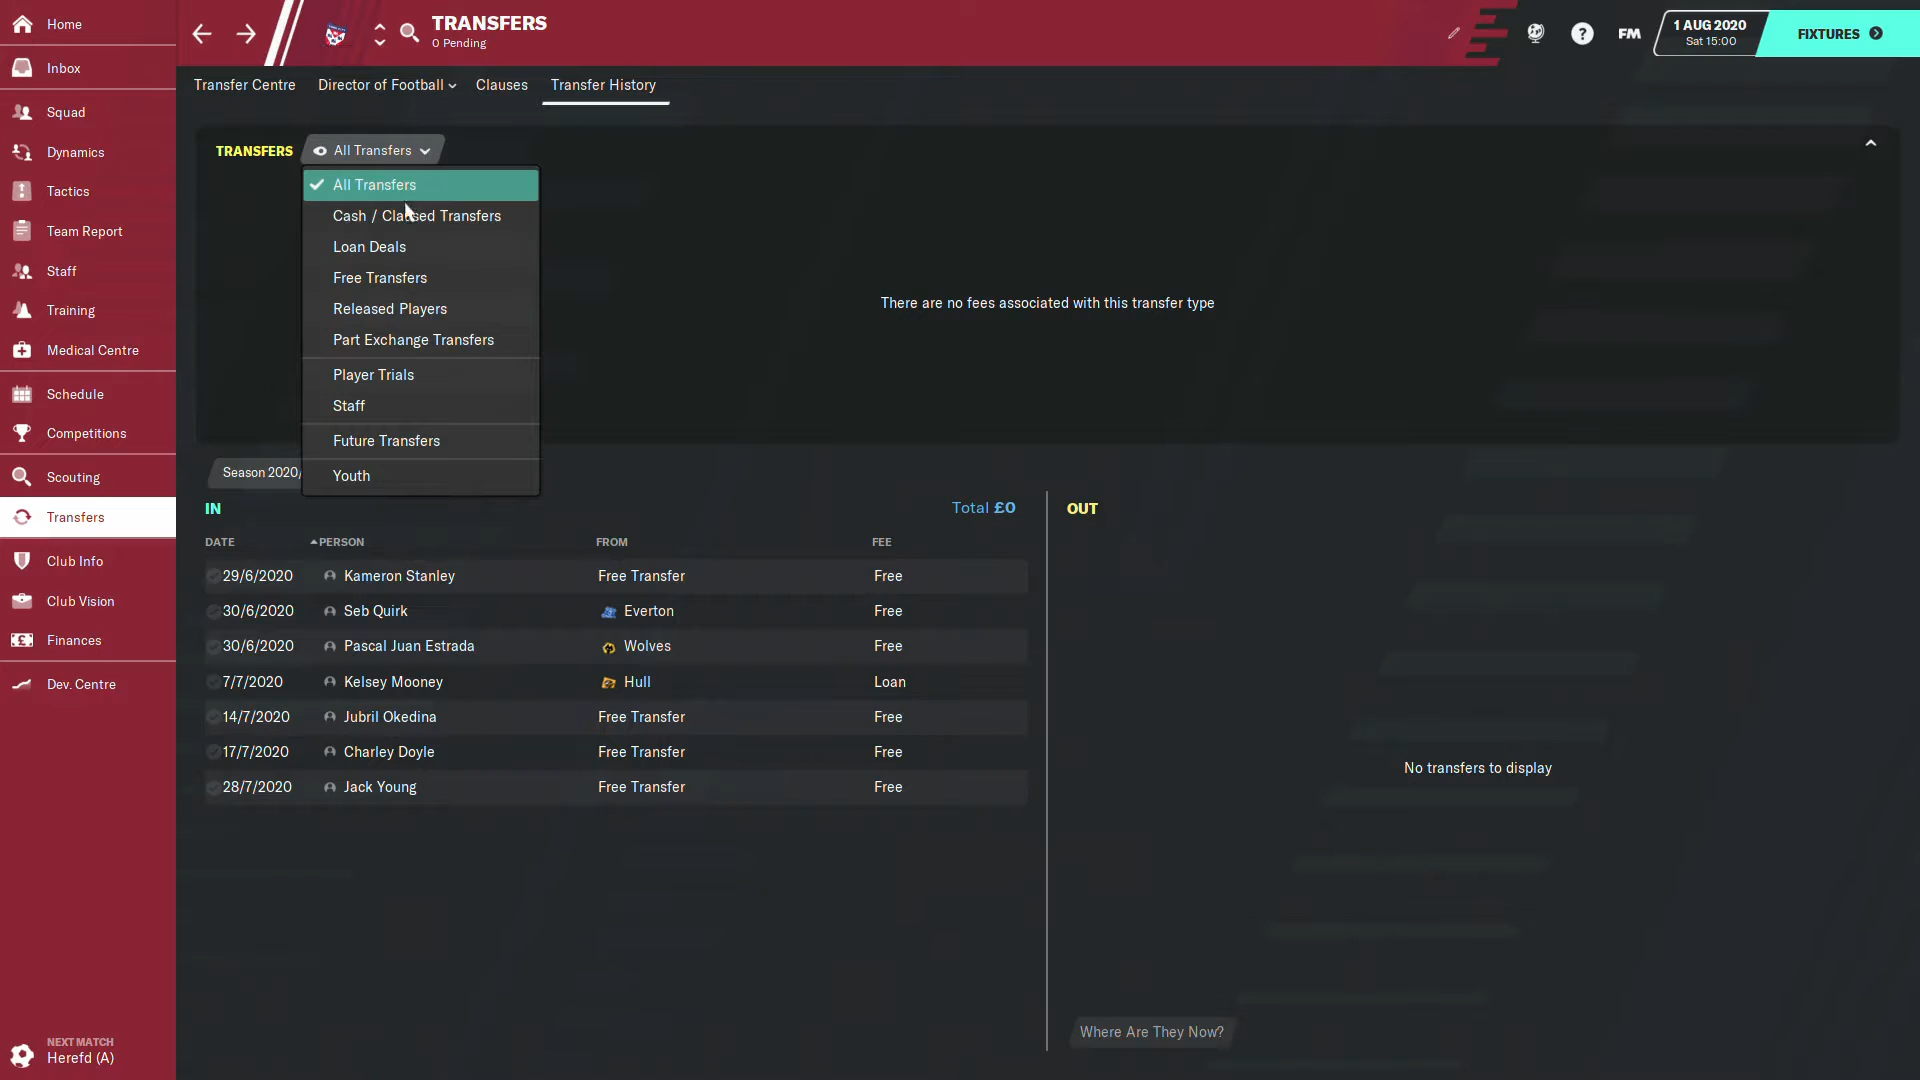 Home
Inbox
Squad
Dynamics
Tactics
Team Report
Staff
Training
Medical Centre
Schedule
Competitions
Scouting
Transfers
Club Info
Club Vision
Finances
Dev. Centre
NEXT MATCH
Herefd (A)
TRANSFERS
0 Pending
FM
1 AUG 2020
Sat 15:00
FIXTURES
Transfer Centre Director of Football Clauses Transfer History
TRANSFERS All Transfers
All Transfers
Cash / Claused Transfers
Loan Deals
Free Transfers
Released Players
Part Exchange Transfers
Player Trials
Staff
Future Transfers
Youth
There are no fees associated with this transfer type
Season 2020/
IN Total £0
DATE PERSON FROM FEE
29/6/2020 Kameron Stanley Free Transfer Free
30/6/2020 Seb Quirk Everton Free
30/6/2020 Pascal Juan Estrada Wolves Free
7/7/2020 Kelsey Mooney Hull Loan
14/7/2020 Jubril Okedina Free Transfer Free
17/7/2020 Charley Doyle Free Transfer Free
28/7/2020 Jack Young Free Transfer Free
OUT
No transfers to display
Where Are They Now?